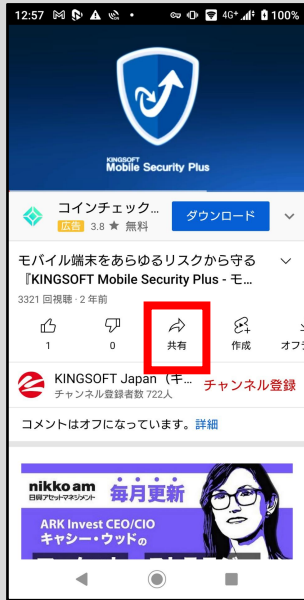 12:57
4G+
100%
KINGSOFT
Mobile Security Plus
コインチェック...
広告 3.8 ★ 無料
ダウンロード
モバイル端末をあらゆるリスクから守る
『KINGSOFT Mobile Security Plus - モ...
3321 回視聴・2 年前
1
0
共有
作成
オフラ
KINGSOFT Japan（キ...
チャンネル登録者数 722人
チャンネル登録
コメントはオフになっています。詳細
nikko am
日興アセットマネジメント
毎月更新
ARK Invest CEO/CIO
キャシー・ウッドの